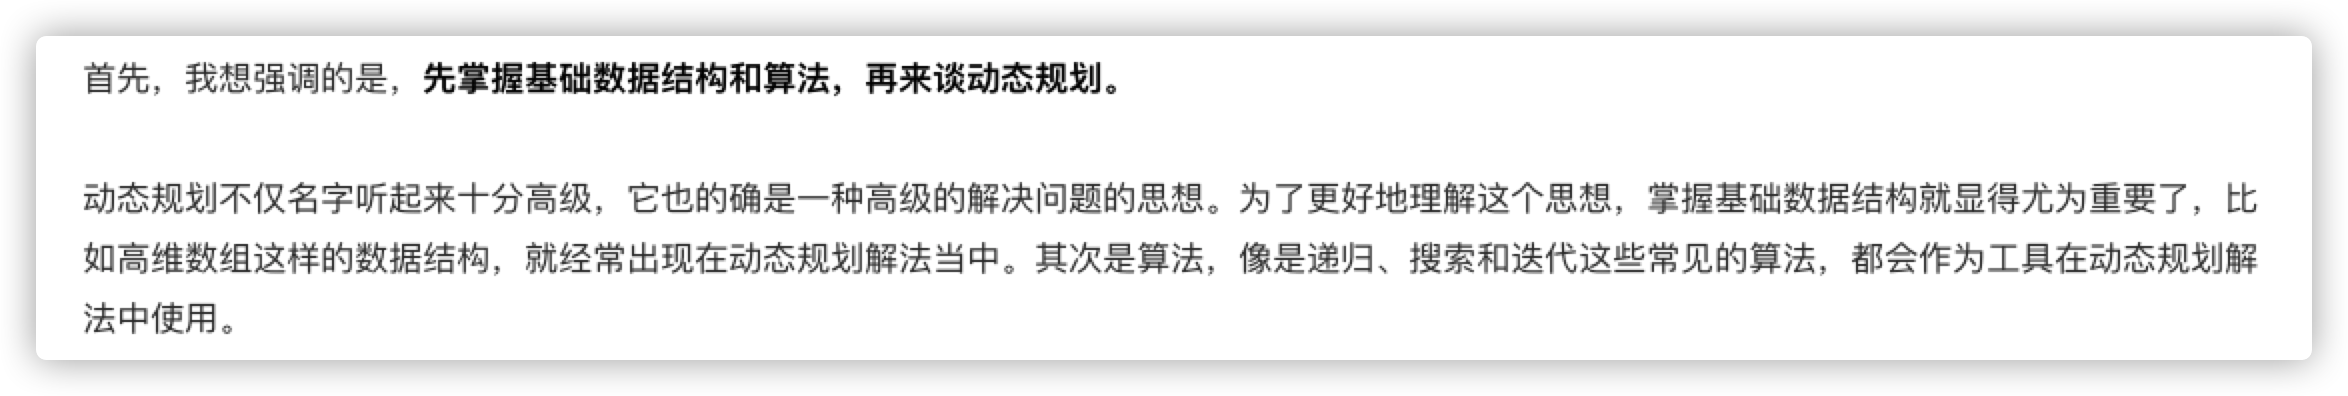 首先，我想强调的是，先掌握基础数据结构和算法，再来谈动态规划。
动态规划不仅名字听起来十分高级，它也的确是一种高级的解决问题的思想。为了更好地理解这个思想，掌握基础数据结构就显得尤为重要了，比
如高维数组这样的数据结构，就经常出现在动态规划解法当中。其次是算法，像是递归、搜索和迭代这些常见的算法，都会作为工具在动态规划解
法中使用。